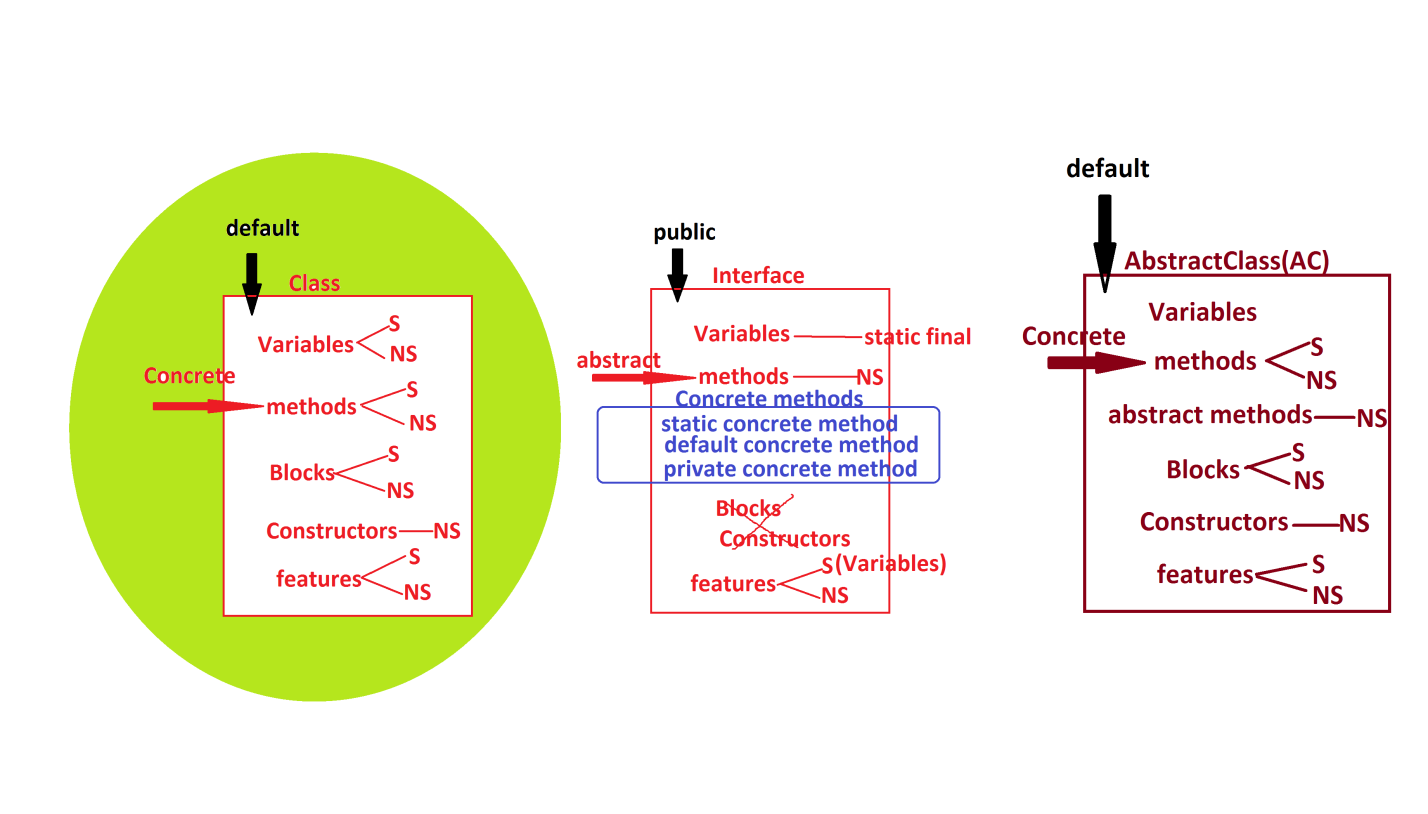 default
Class
Variables
S
NS
Concrete
methods
S
NS
Blocks
S
NS
Constructors
NS
features
S
NS
public
Interface
Variables
static final
abstract
methods
NS
Concrete methods
static concrete method
default concrete method
private concrete method
Blocks
Constructors
features
S(Variables)
NS
default
AbstractClass(AC)
Variables
Concrete
methods
S
NS
abstract methods
NS
Blocks
S
NS
Constructors
NS
features
S
NS